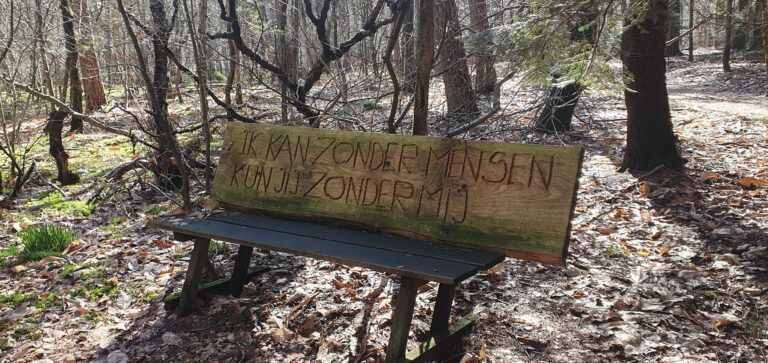 IK KAN ZONDER MENSEN
KUN JIJ ZONDER MIJ